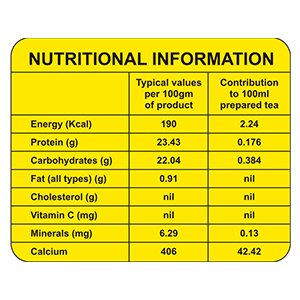 NUTRITIONAL INFORMATION
Typical values per 100gm of product
Contribution to 100ml prepared tea
Energy (Kcal) 190 2.24
Protein (g) 23.43 0.176
Carbohydrates (g) 22.04 0.384
Fat (all types) (g) 0.91 nil
Cholesterol (g) nil nil
Vitamin C (mg) nil nil
Minerals (mg) 6.29 0.13
Calcium 406 42.42